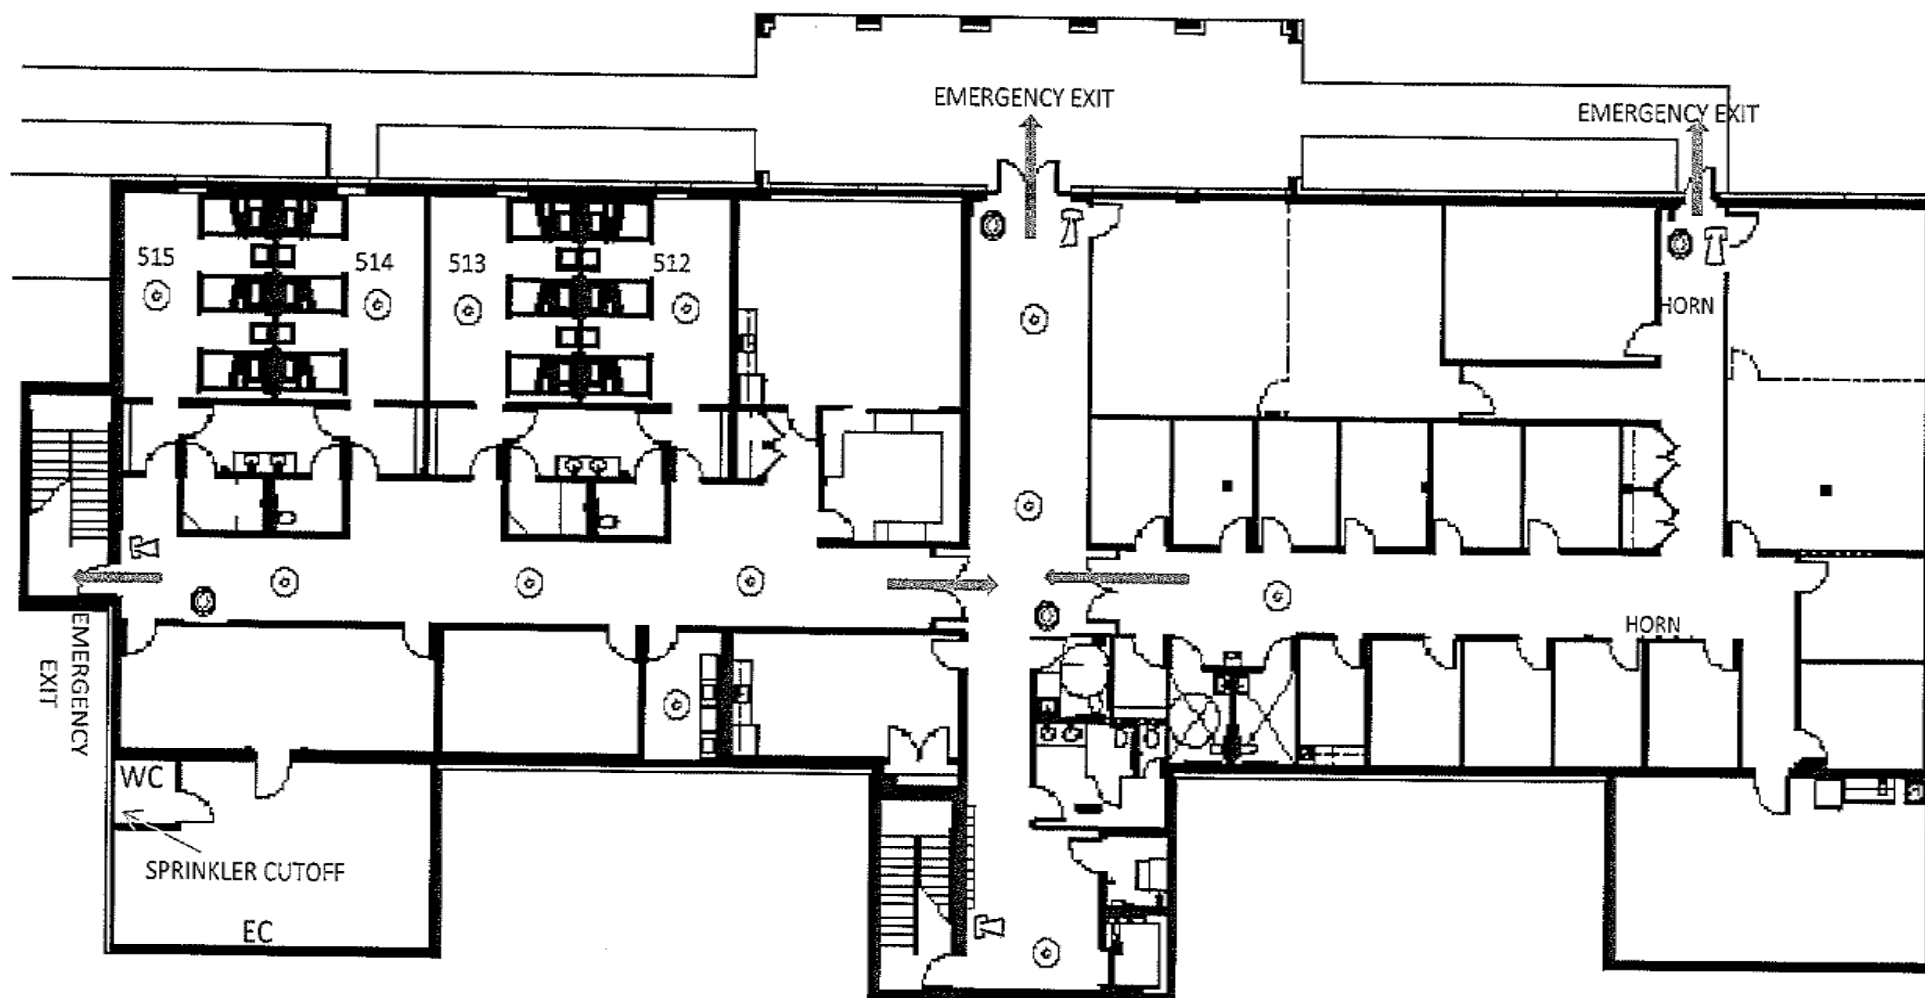 EMERGENCY EXIT
EMERGENCY EXIT
515
514
513
512
HORN
HORN
EMERGENCY
EXIT
WC
SPRINKLER CUTOFF
EC